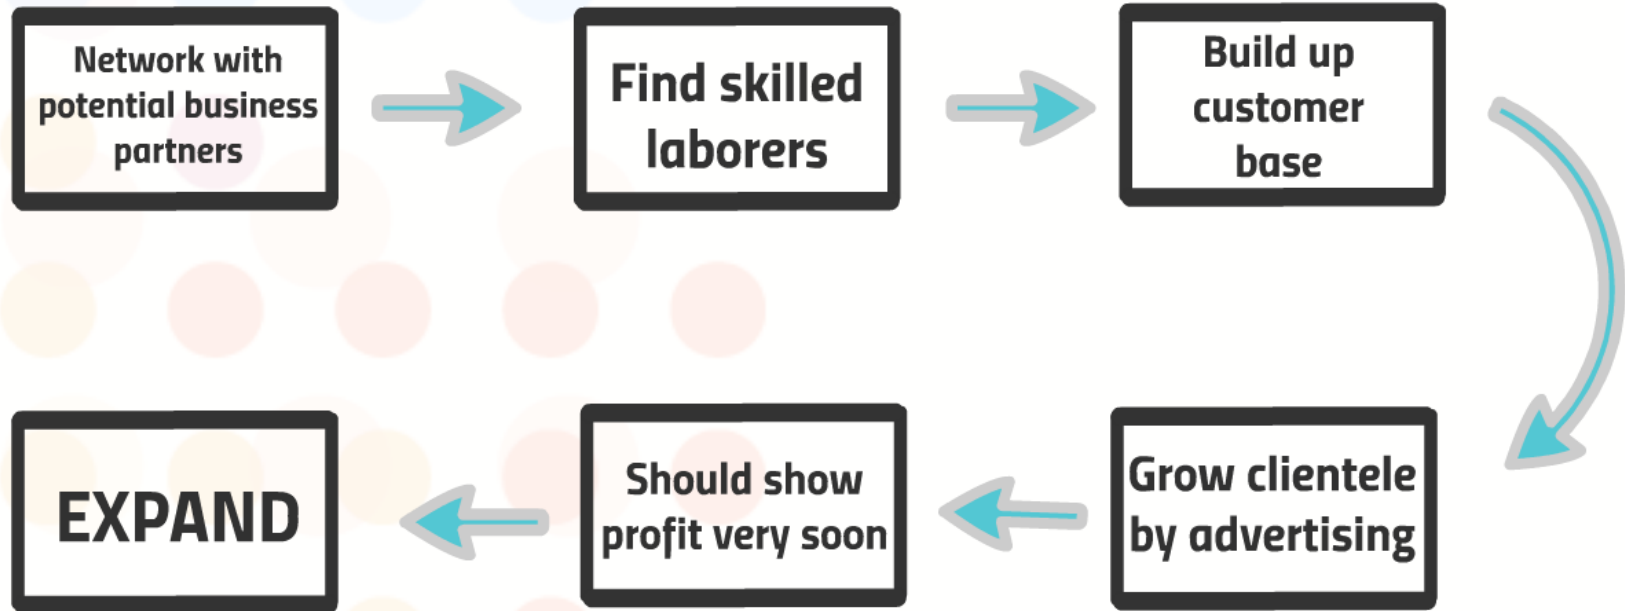 Network with
potential business
partners
Find skilled
laborers
Build up
customer
base
Grow clientele
by advertising
Should show
profit very soon
EXPAND